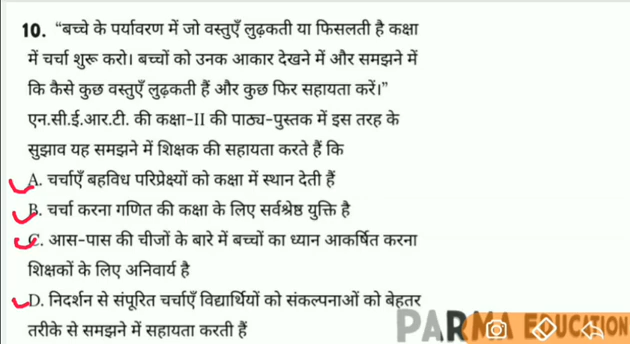 10. “बच्चे के पर्यावरण में जो वस्तुएँ लुढ़कती या फिसलती है कक्षा
में चर्चा शुरू करो। बच्चों को उनक आकार देखने में और समझने में
कि कैसे कुछ वस्तुएँ लुढ़कती हैं और कुछ फिर सहायता करें।”
एन.सी.ई.आर.टी. की कक्षा-II की पाठ्य-पुस्तक में इस तरह के
सुझाव यह समझने में शिक्षक की सहायता करते हैं कि
A. चर्चाएँ बहविध परिप्रेक्ष्यों को कक्षा में स्थान देती हैं
B. चर्चा करना गणित की कक्षा के लिए सर्वश्रेष्ठ युक्ति है
C. आस-पास की चीजों के बारे में बच्चों का ध्यान आकर्षित करना
शिक्षकों के लिए अनिवार्य है
D. निदर्शन से संपूरित चर्चाएँ विद्यार्थियों को संकल्पनाओं को बेहतर
तरीके से समझने में सहायता करती हैं
PARMA EDUCATION